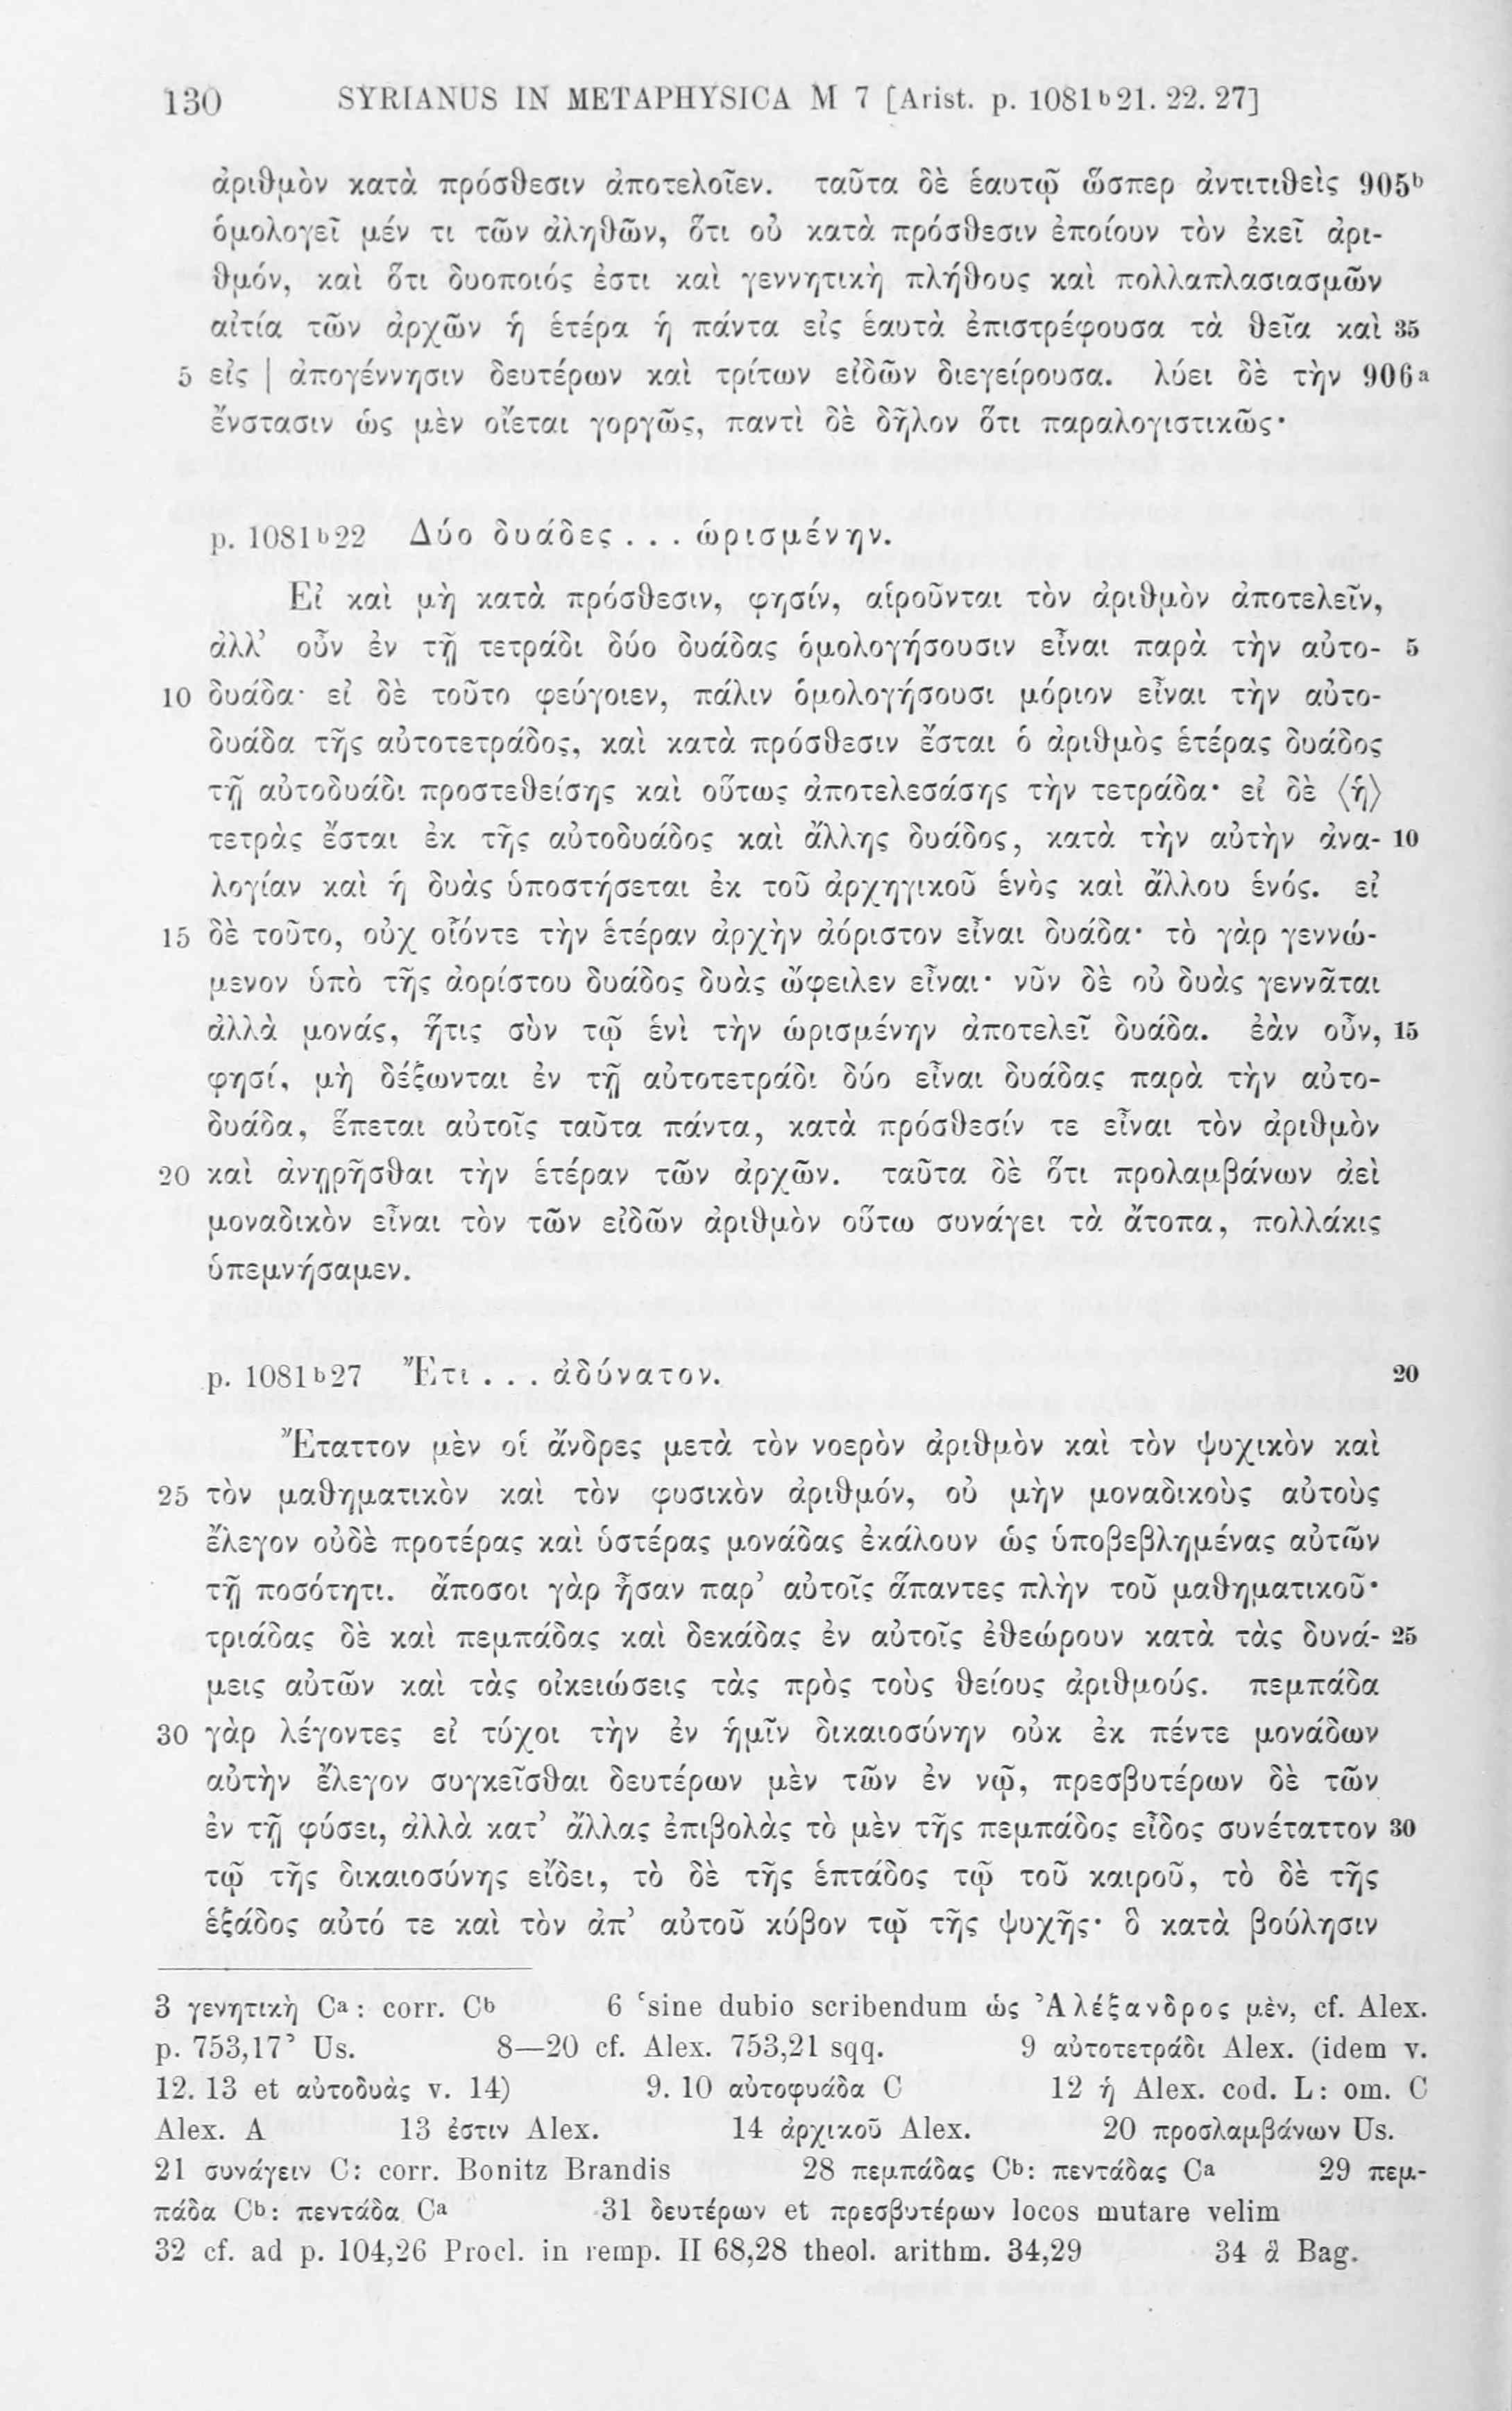 130 SYRIANUS IN METAPHYSICA M 7 [Arist. p. 1081ᵇ21. 22. 27]
ἀριθμὸν κατὰ πρόσθεσιν ἀποτελοῖεν. ταῦτα δὲ ἑαυτῷ ὥσπερ ἀντιτιθεὶς 905ᵇ
ὁμολογεῖ μέν τι τῶν ἀληθῶν, ὅτι οὐ κατὰ πρόσθεσιν ἐποίουν τὸν ἐκεῖ ἀρι-
θμόν, καὶ ὅτι δυοποιός ἐστι καὶ γεννητικὴ πλήθους καὶ πολλαπλασιασμῶν
αἰτία τῶν ἀρχῶν ἡ ἑτέρα ἡ πάντα εἰς ἑαυτὰ ἐπιστρέφουσα τὰ θεῖα καὶ 35
5 εἰς | ἀπογέννησιν δευτέρων καὶ τρίτων εἰδῶν διεγείρουσα. λύει δὲ τὴν 906ᵃ
ἔνστασιν ὡς μὲν οἴεται γοργῶς, παντὶ δὲ δῆλον ὅτι παραλογιστικῶς·
p. 1081ᵇ22 Δύο δυάδες . . . ὡρισμένην.
Εἰ καὶ μὴ κατὰ πρόσθεσιν, φησίν, αἱροῦνται τὸν ἀριθμὸν ἀποτελεῖν,
ἀλλ’ οὖν ἐν τῇ τετράδι δύο δυάδας ὁμολογήσουσιν εἶναι παρὰ τὴν αὐτο- 5
10 δυάδα· εἰ δὲ τοῦτο φεύγοιεν, πάλιν ὁμολογήσουσι μόριον εἶναι τὴν αὐτο-
δυάδα τῆς αὐτοτετράδος, καὶ κατὰ πρόσθεσιν ἔσται ὁ ἀριθμὸς ἑτέρας δυάδος
τῇ αὐτοδυάδι προστεθείσης καὶ οὕτως ἀποτελεσάσης τὴν τετράδα· εἰ δὲ ⟨ἡ⟩
τετρὰς ἔσται ἐκ τῆς αὐτοδυάδος καὶ ἄλλης δυάδος, κατὰ τὴν αὐτὴν ἀνα- 10
λογίαν καὶ ἡ δυὰς ὑποστήσεται ἐκ τοῦ ἀρχηγικοῦ ἑνὸς καὶ ἄλλου ἑνός. εἰ
15 δὲ τοῦτο, οὐχ οἷόντε τὴν ἑτέραν ἀρχὴν ἀόριστον εἶναι δυάδα· τὸ γὰρ γεννώ-
μενον ὑπὸ τῆς ἀορίστου δυάδος δυὰς ὤφειλεν εἶναι· νῦν δὲ οὐ δυὰς γεννᾶται
ἀλλὰ μονάς, ἥτις σὺν τῷ ἑνὶ τὴν ὡρισμένην ἀποτελεῖ δυάδα. ἐὰν οὖν, 15
φησί, μὴ δέξωνται ἐν τῇ αὐτοτετράδι δύο εἶναι δυάδας παρὰ τὴν αὐτο-
δυάδα, ἕπεται αὐτοῖς ταῦτα πάντα, κατὰ πρόσθεσίν τε εἶναι τὸν ἀριθμὸν
20 καὶ ἀνῃρῆσθαι τὴν ἑτέραν τῶν ἀρχῶν. ταῦτα δὲ ὅτι προλαμβάνων ἀεὶ
μοναδικὸν εἶναι τὸν τῶν εἰδῶν ἀριθμὸν οὕτω συνάγει τὰ ἄτοπα, πολλάκις
ὑπεμνήσαμεν.
p. 1081ᵇ27 Ἔτι . . . ἀδύνατον. 20
Ἔταττον μὲν οἱ ἄνδρες μετὰ τὸν νοερὸν ἀριθμὸν καὶ τὸν ψυχικὸν καὶ
25 τὸν μαθηματικὸν καὶ τὸν φυσικὸν ἀριθμόν, οὐ μὴν μοναδικοὺς αὐτοὺς
ἔλεγον οὐδὲ προτέρας καὶ ὑστέρας μονάδας ἐκάλουν ὡς ὑποβεβλημένας αὐτῶν
τῇ ποσότητι. ἄποσοι γὰρ ἦσαν παρ’ αὐτοῖς ἅπαντες πλὴν τοῦ μαθηματικοῦ·
τριάδας δὲ καὶ πεμπάδας καὶ δεκάδας ἐν αὐτοῖς ἐθεώρουν κατὰ τὰς δυνά- 25
μεις αὐτῶν καὶ τὰς οἰκειώσεις τὰς πρὸς τοὺς θείους ἀριθμούς. πεμπάδα
30 γὰρ λέγοντες εἰ τύχοι τὴν ἐν ἡμῖν δικαιοσύνην οὐκ ἐκ πέντε μονάδων
αὐτὴν ἔλεγον συγκεῖσθαι δευτέρων μὲν τῶν ἐν νῷ, πρεσβυτέρων δὲ τῶν
ἐν τῇ φύσει, ἀλλὰ κατ’ ἄλλας ἐπιβολὰς τὸ μὲν τῆς πεμπάδος εἶδος συνέταττον 30
τῷ τῆς δικαιοσύνης εἴδει, τὸ δὲ τῆς ἑπτάδος τῷ τοῦ καιροῦ, τὸ δὲ τῆς
ἑξάδος αὐτό τε καὶ τὸν ἀπ’ αὐτοῦ κύβον τῷ τῆς ψυχῆς· ὃ κατὰ βούλησιν
3 γενητικὴ Cᵃ: corr. Cᵇ 6 ‘sine dubio scribendum ὡς Ἀλέξανδρος μὲν, cf. Alex.
p. 753,17’ Us. 8—20 cf. Alex. 753,21 sqq. 9 αὐτοτετράδι Alex. (idem v.
12. 13 et αὐτοδυὰς v. 14) 9. 10 αὐτοφυάδα C 12 ἡ Alex. cod. L: om. C
Alex. A 13 ἐστιν Alex. 14 ἀρχικοῦ Alex. 20 προσλαμβάνων Us.
21 συνάγειν C: corr. Bonitz Brandis 28 πεμπάδας Cᵇ: πεντάδας Cᵃ 29 πεμ-
πάδα Cᵇ: πεντάδα Cᵃ 31 δευτέρων et πρεσβυτέρων locos mutare velim
32 cf. ad p. 104,26 Procl. in remp. II 68,28 theol. arithm. 34,29 34 ἃ Bag.